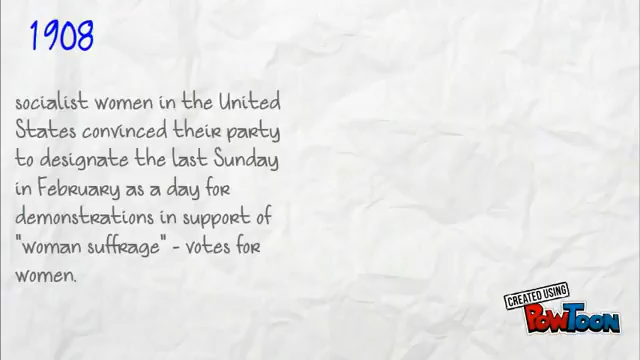 1908
socialist women in the United
States convinced their party
to designate the last Sunday
in February as a day for
demonstrations in support of
"woman suffrage" - votes for
women.
CREATED USING
POWTOON